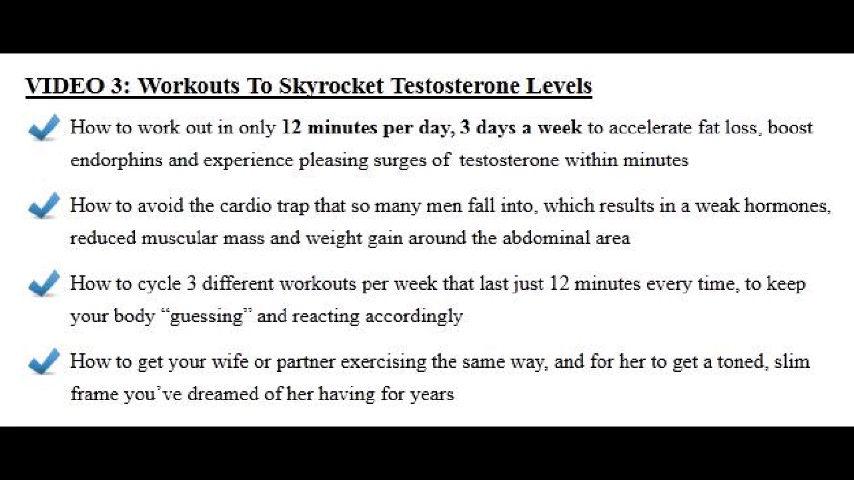 VIDEO 3: Workouts To Skyrocket Testosterone Levels
How to work out in only 12 minutes per day, 3 days a week to accelerate fat loss, boost
endorphins and experience pleasing surges of testosterone within minutes
How to avoid the cardio trap that so many men fall into, which results in a weak hormones,
reduced muscular mass and weight gain around the abdominal area
How to cycle 3 different workouts per week that last just 12 minutes every time, to keep
your body “guessing” and reacting accordingly
How to get your wife or partner exercising the same way, and for her to get a toned, slim
frame you’ve dreamed of her having for years